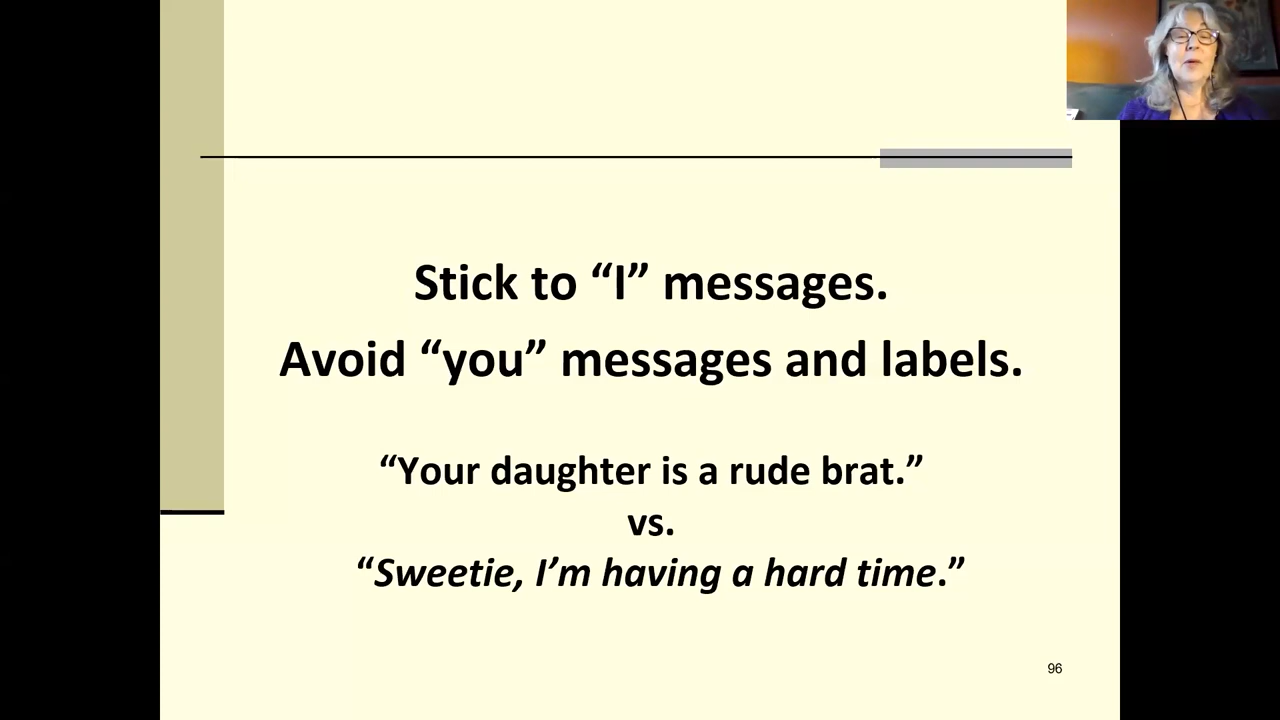 Stick to “I” messages.
Avoid “you” messages and labels.
“Your daughter is a rude brat.”
vs.
“Sweetie, I’m having a hard time.”
96